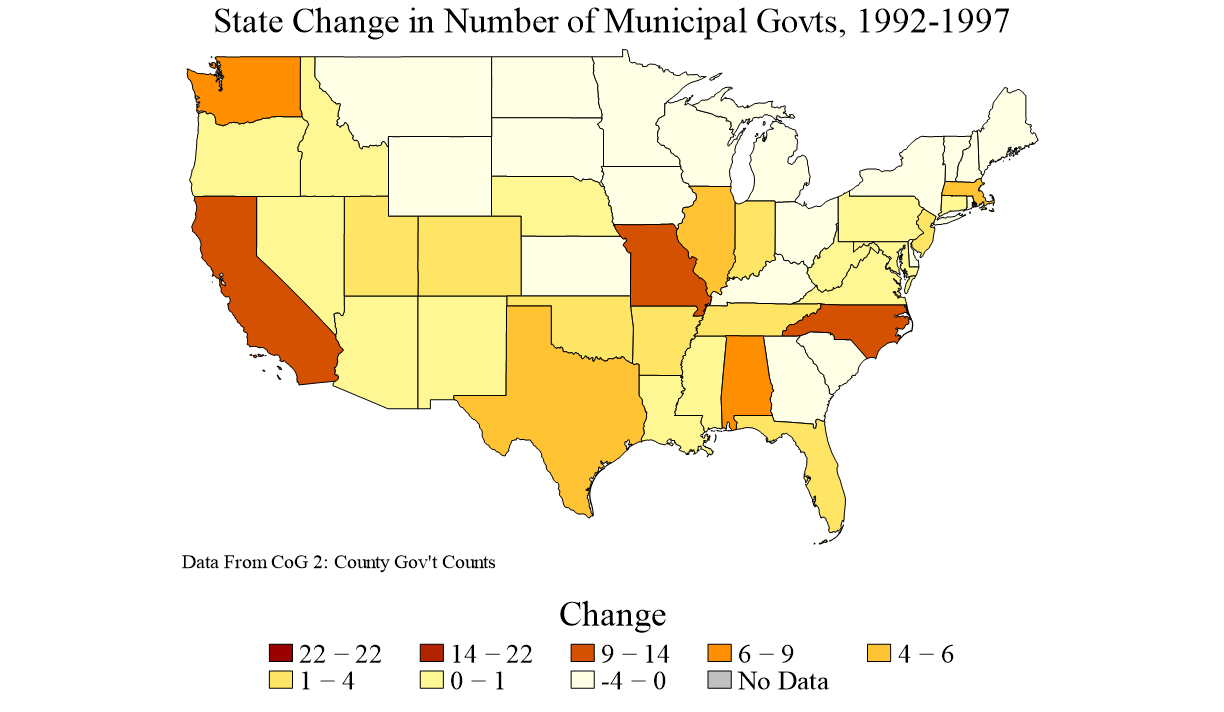 State Change in Number of Municipal Govts, 1992-1997
Data From CoG 2: County Gov't Counts
Change
22 − 22 14 − 22 9 − 14 6 − 9 4 − 6
1 − 4 0 − 1 -4 − 0 No Data